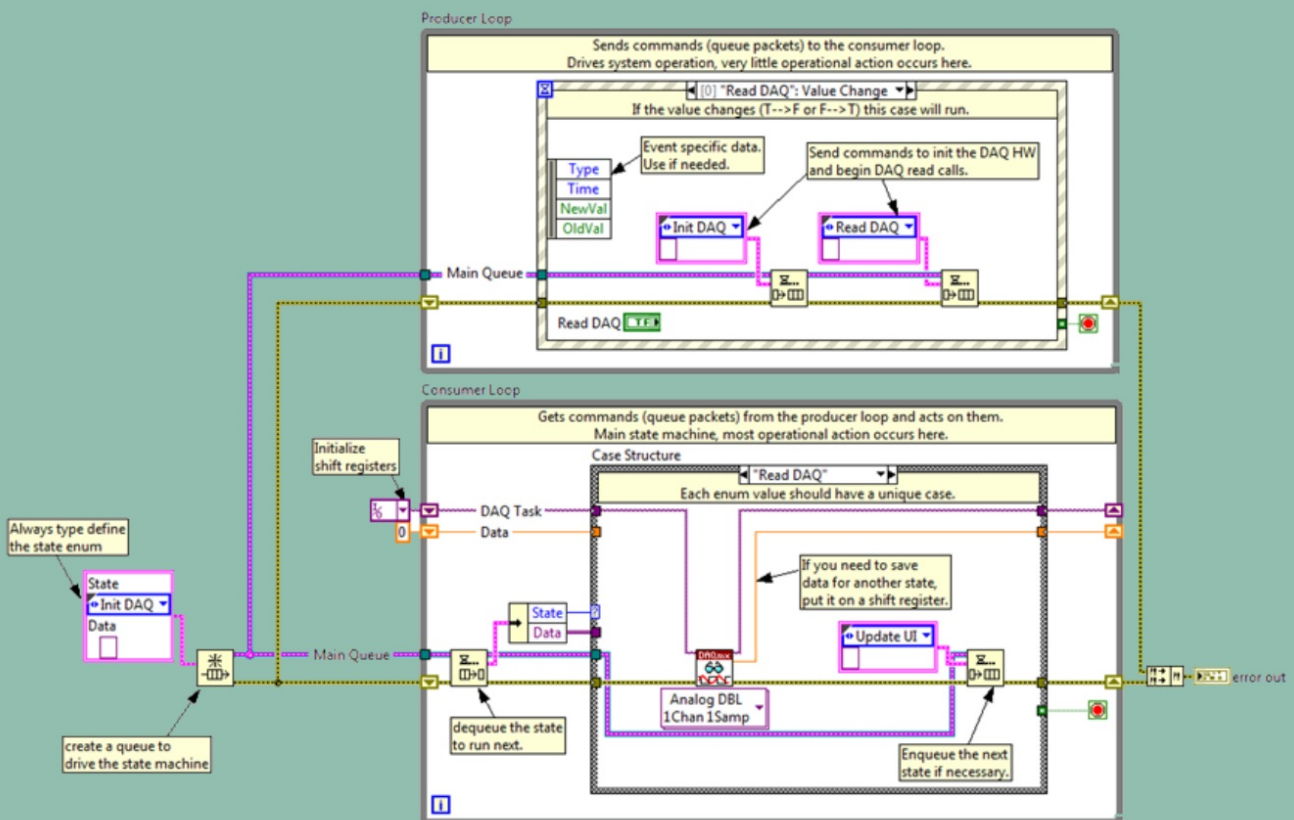 Producer Loop
Sends commands (queue packets) to the consumer loop.
Drives system operation, very little operational action occurs here.
[0] "Read DAQ": Value Change
If the value changes (T-->F or F-->T) this case will run.
Event specific data.
Use if needed.
Send commands to init the DAQ HW
and begin DAQ read calls.
Type
Time
NewVal
OldVal
Init DAQ
Read DAQ
Main Queue
Read DAQ
TF
i
Consumer Loop
Gets commands (queue packets) from the producer loop and acts on them.
Main state machine, most operational action occurs here.
Initialize
shift registers
Case Structure
"Read DAQ"
Each enum value should have a unique case.
DAQ Task
0
Data
Always type define
the state enum
If you need to save
data for another state,
put it on a shift register.
State
Init DAQ
Data
State
?
Data
Update UI
Main Queue
DAQmx
error out
Analog DBL
1Chan 1Samp
dequeue the state
to run next.
create a queue to
drive the state machine
Enqueue the next
state if necessary.
i